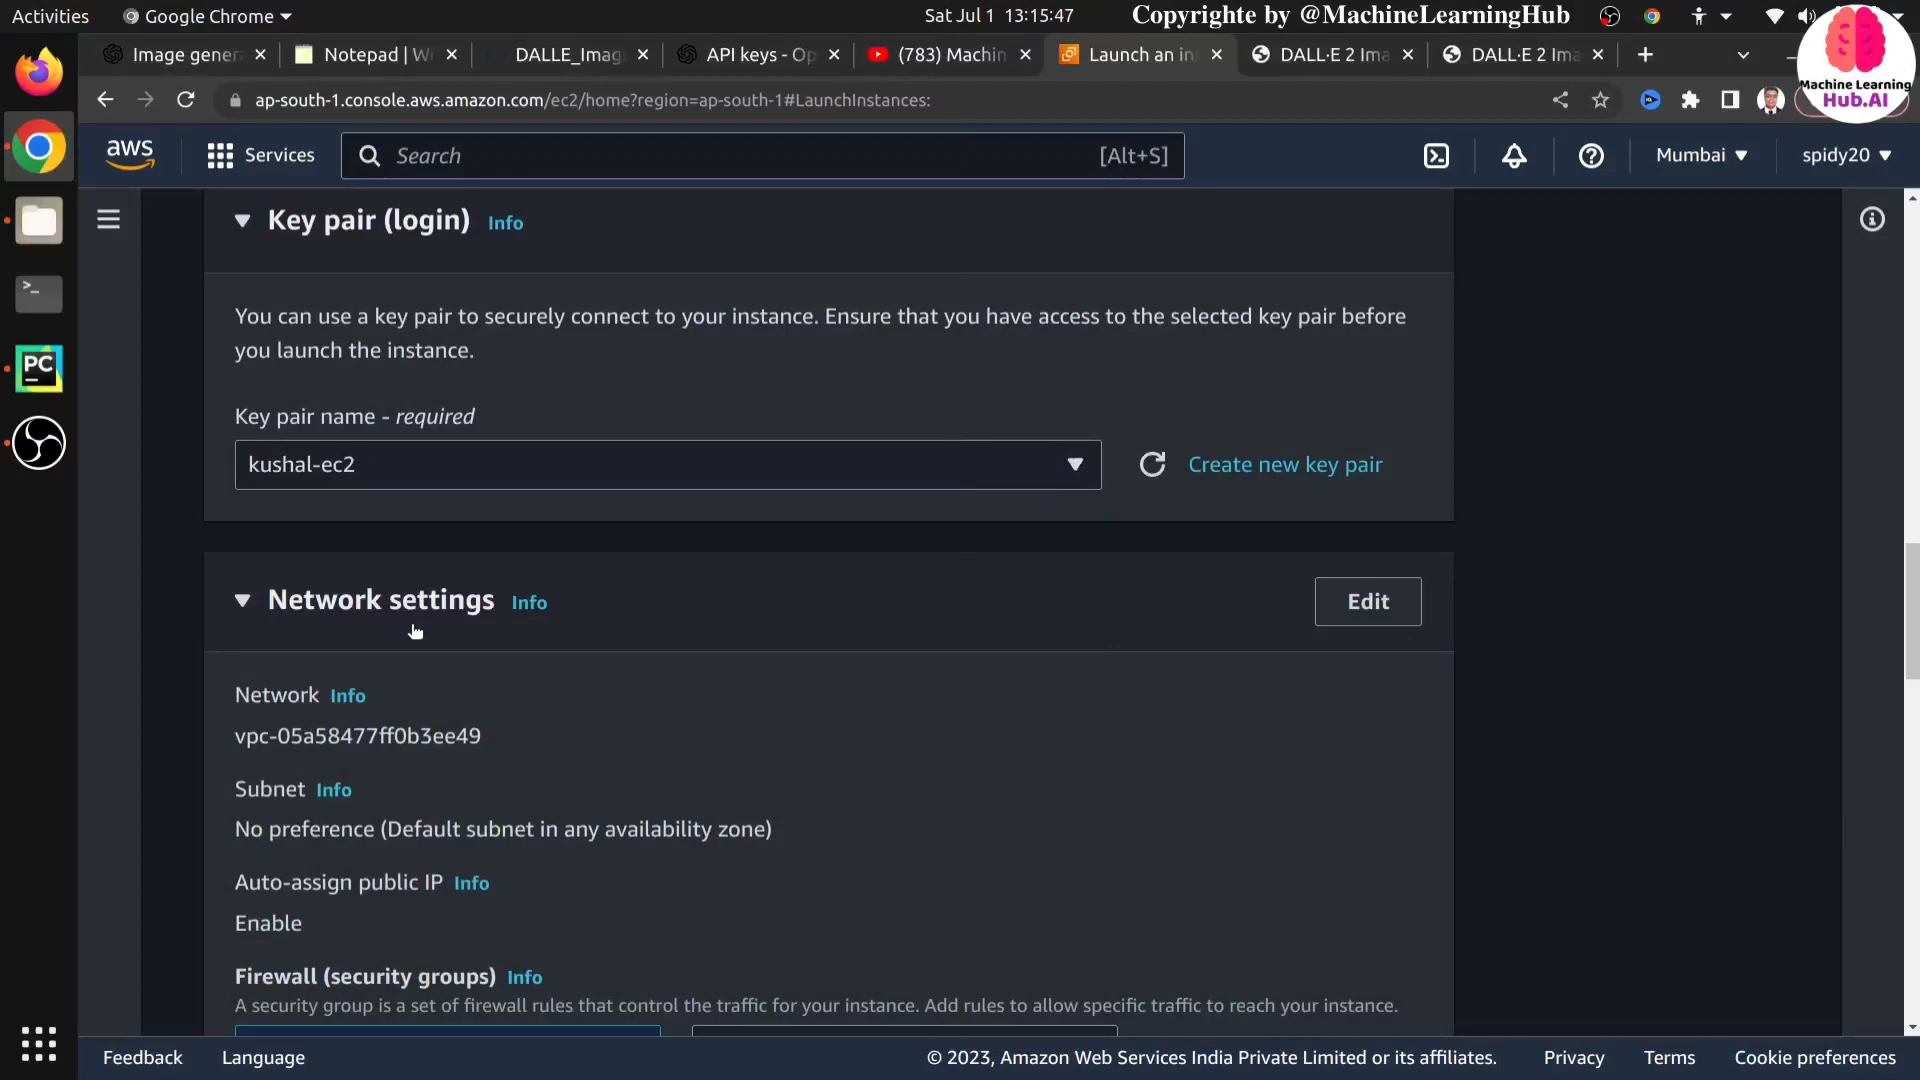 Activities
Google Chrome
Sat Jul 1 13:15:47
Copyrighte by @MachineLearningHub
Image gener
Notepad | W
DALLE_Imag
API keys - Op
(783) Machin
Launch an in
DALL·E 2 Ima
DALL·E 2 Ima
Machine Learning
Hub.AI
ap-south-1.console.aws.amazon.com/ec2/home?region=ap-south-1#LaunchInstances:
aws
Services
Search
[Alt+S]
Mumbai
spidy20
Key pair (login) Info
You can use a key pair to securely connect to your instance. Ensure that you have access to the selected key pair before
you launch the instance.
Key pair name - required
kushal-ec2
Create new key pair
Network settings Info
Edit
Network Info
vpc-05a58477ff0b3ee49
Subnet Info
No preference (Default subnet in any availability zone)
Auto-assign public IP Info
Enable
Firewall (security groups) Info
A security group is a set of firewall rules that control the traffic for your instance. Add rules to allow specific traffic to reach your instance.
PC
Feedback
Language
© 2023, Amazon Web Services India Private Limited or its affiliates.
Privacy
Terms
Cookie preferences